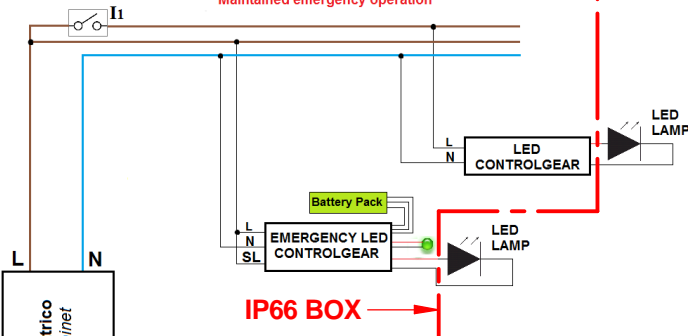 Maintained emergency operation
I1
LED
LAMP
L
N
LED
CONTROLGEAR
Battery Pack
L
N
SL
EMERGENCY LED
CONTROLGEAR
LED
LAMP
L
N
IP66 BOX
trico
inet